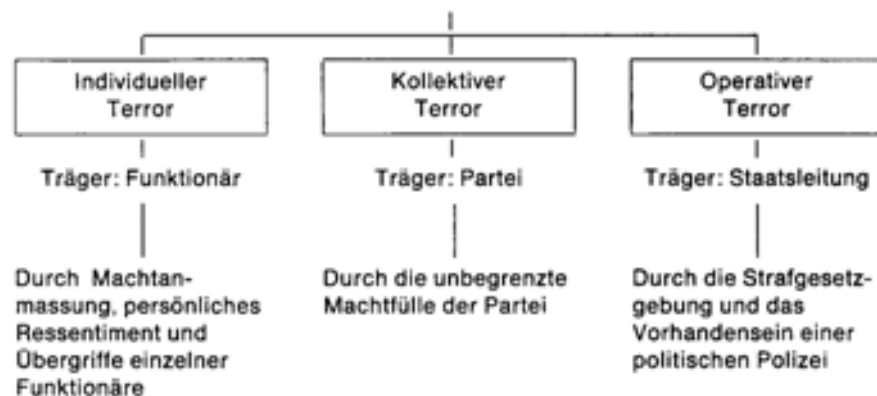 Individueller
Terror
Träger: Funktionär
Durch Machtan-
massung, persönliches
Ressentiment und
Übergriffe einzelner
Funktionäre
Kollektiver
Terror
Träger: Partei
Durch die unbegrenzte
Machtfülle der Partei
Operativer
Terror
Träger: Staatsleitung
Durch die Strafgesetz-
gebung und das
Vorhandensein einer
politischen Polizei